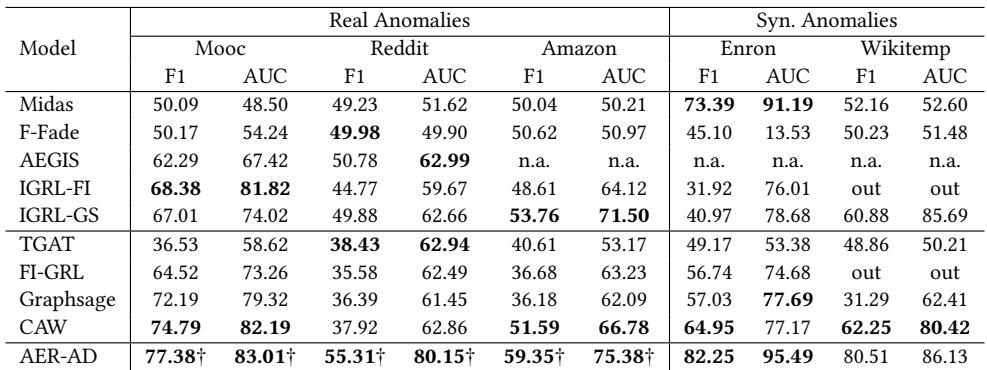 Real Anomalies Syn. Anomalies
Model Mooc Reddit Amazon Enron Wikitemp
F1 AUC F1 AUC F1 AUC F1 AUC F1 AUC
Midas 50.09 48.50 49.23 51.62 50.04 50.21 73.39 91.19 52.16 52.60
F-Fade 50.17 54.24 49.98 49.90 50.62 50.97 45.10 13.53 50.23 51.48
AEGIS 62.29 67.42 50.78 62.99 n.a. n.a. n.a. n.a. n.a. n.a.
IGRL-FI 68.38 81.82 44.77 59.67 48.61 64.12 31.92 76.01 out out
IGRL-GS 67.01 74.02 49.88 62.66 53.76 71.50 40.97 78.68 60.88 85.69
TGAT 36.53 58.62 38.43 62.94 40.61 53.17 49.17 53.38 48.86 50.21
FI-GRL 64.52 73.26 35.58 62.49 36.68 63.23 56.74 74.68 out out
Graphsage 72.19 79.32 36.39 61.45 36.18 62.09 57.03 77.69 31.29 62.41
CAW 74.79 82.19 37.92 62.86 51.59 66.78 64.95 77.17 62.25 80.42
AER-AD 77.38† 83.01† 55.31† 80.15† 59.35† 75.38† 82.25 95.49 80.51 86.13